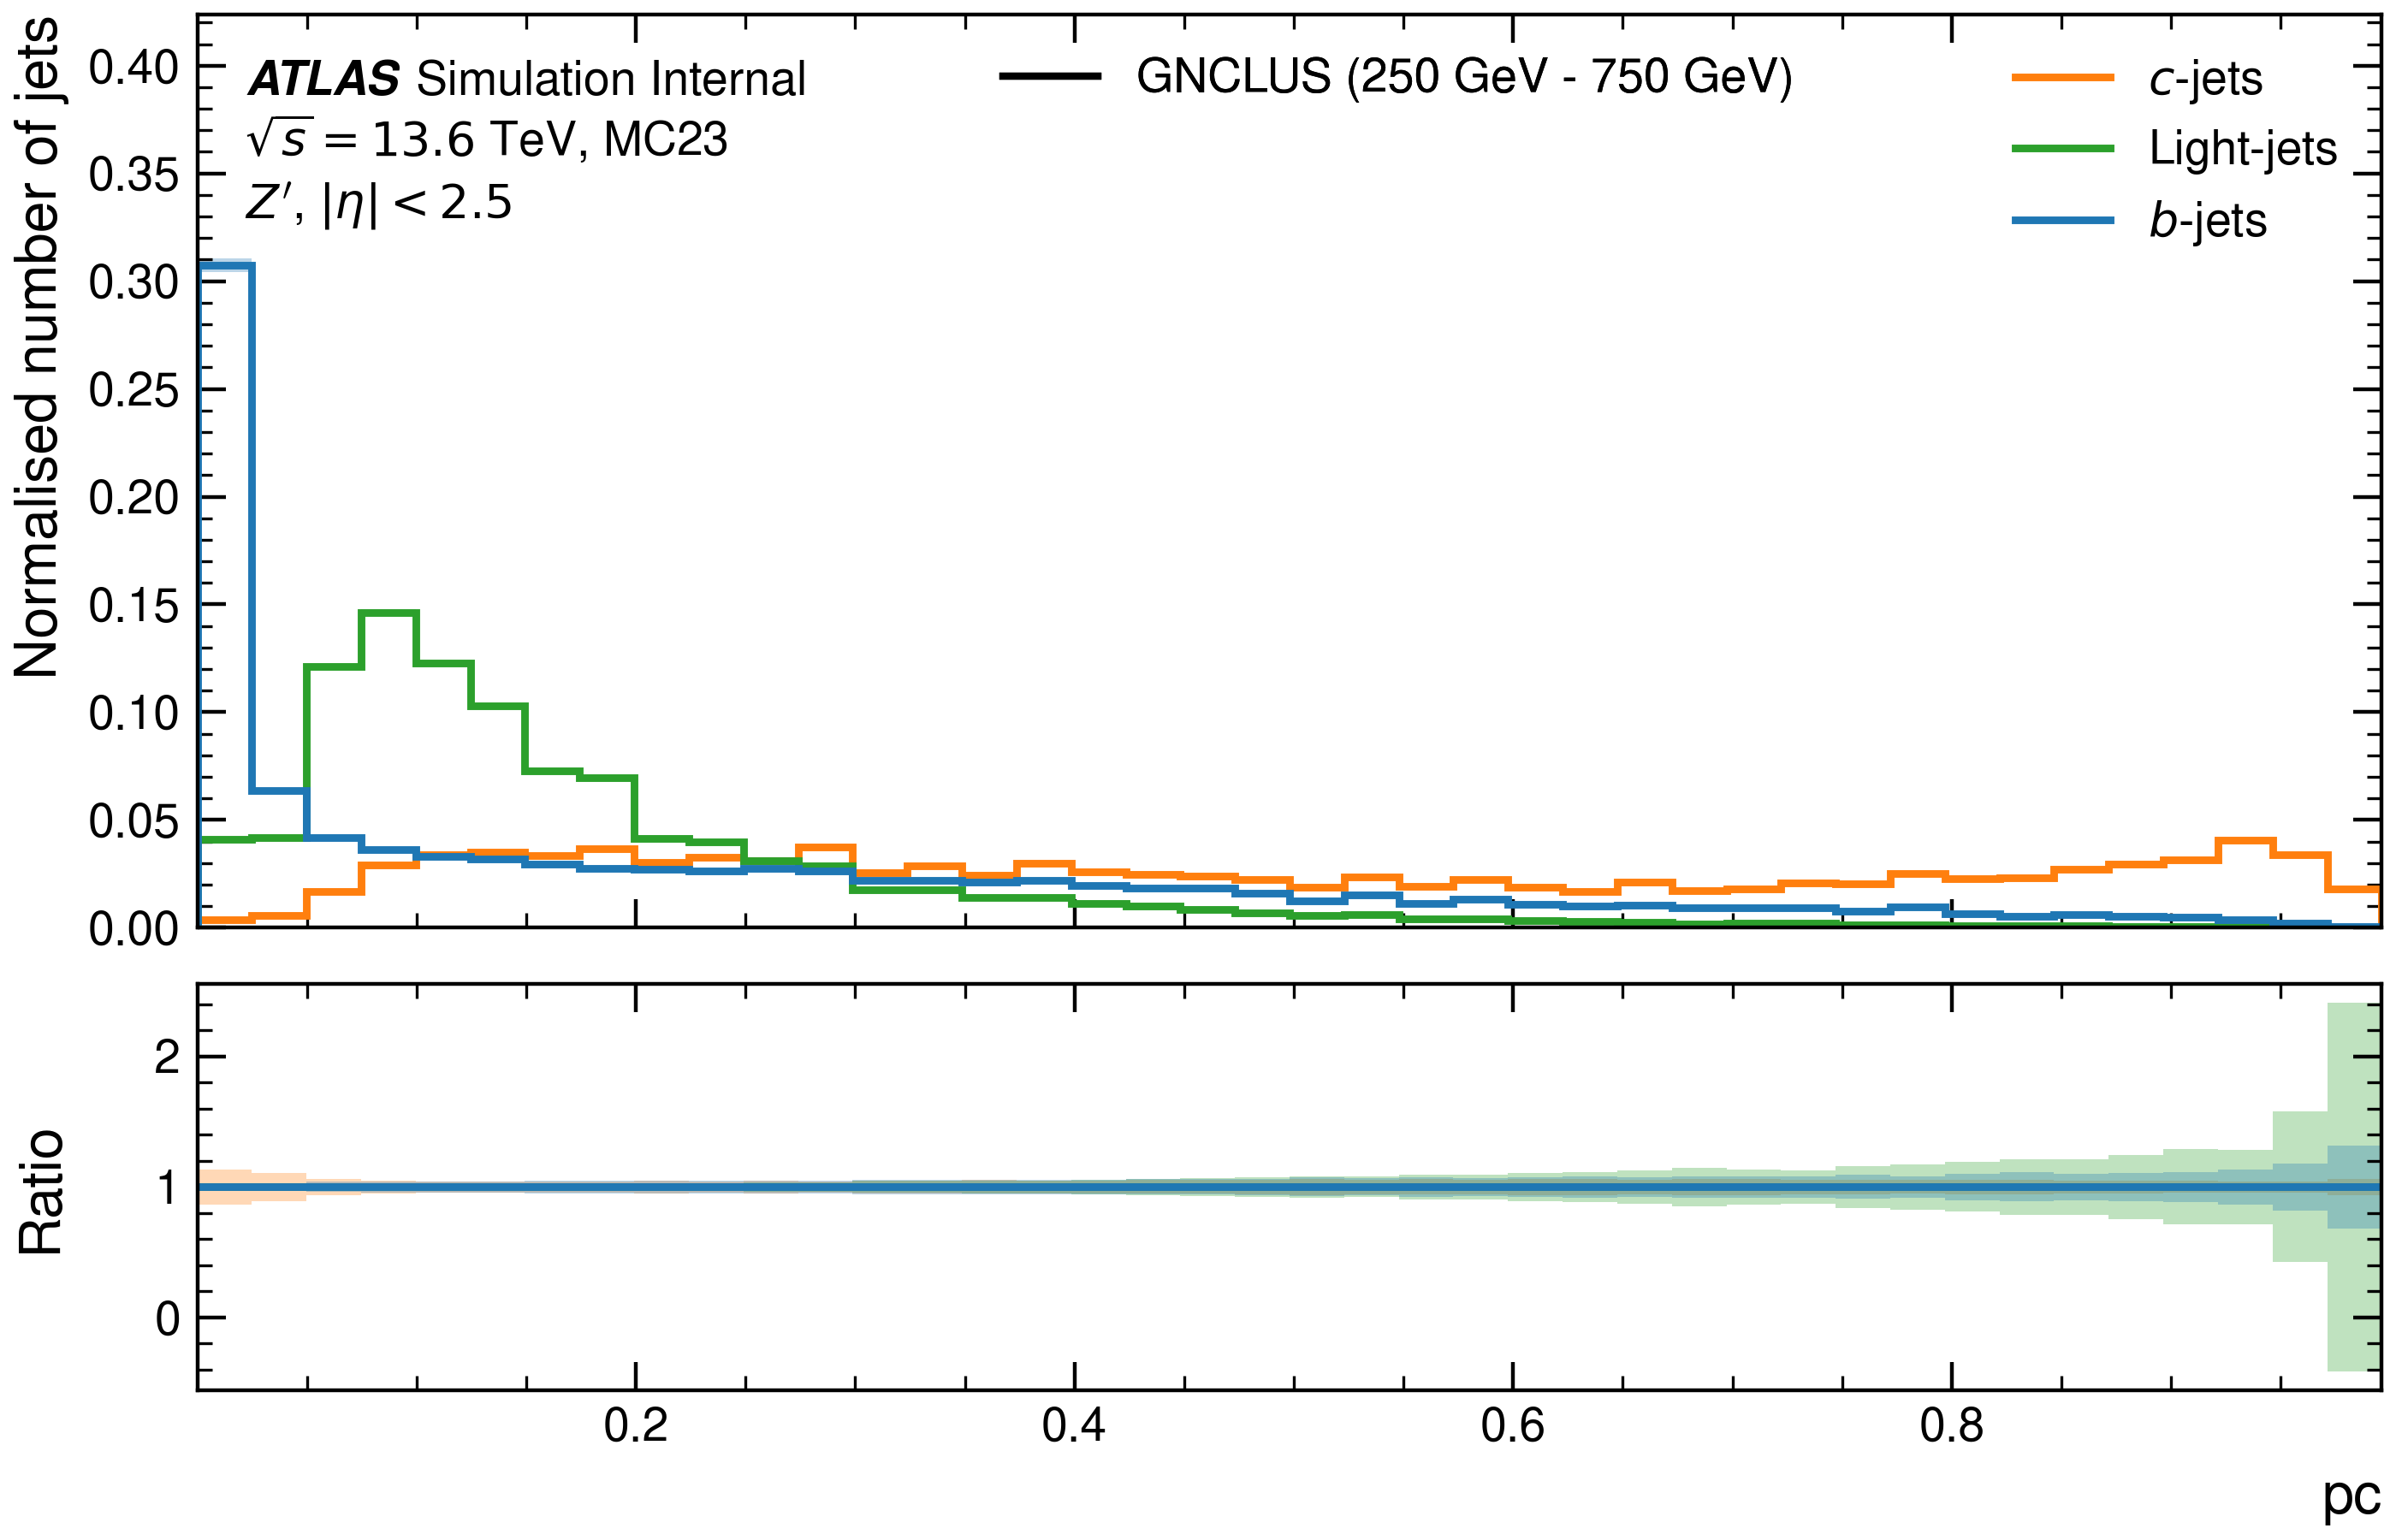 Normalised number of jets
0.40
0.35
0.30
0.25
0.20
0.15
0.10
0.05
0.00
ATLAS Simulation Internal
√s = 13.6 TeV, MC23
Z′, |η| < 2.5
GNCLUS (250 GeV - 750 GeV)
c-jets
Light-jets
b-jets
Ratio
2
1
0
0.2 0.4 0.6 0.8
pc